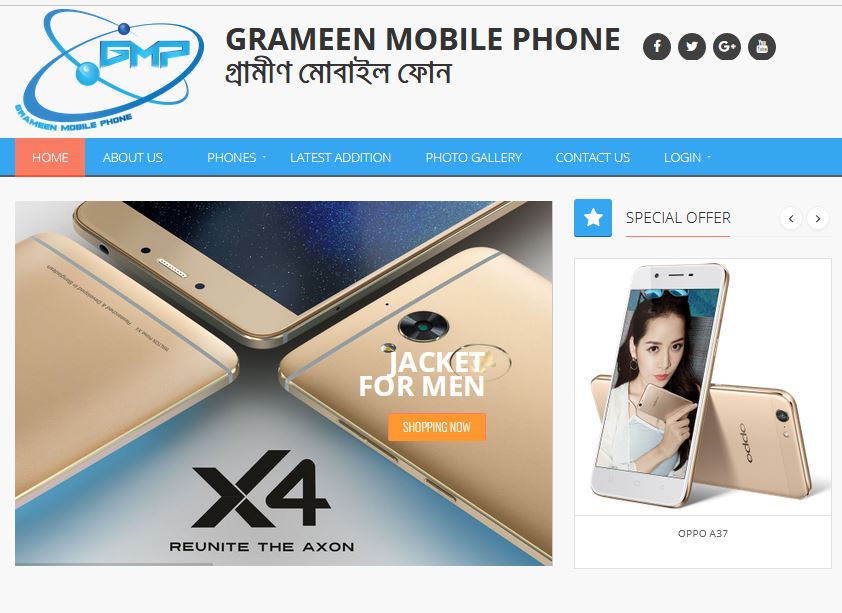 GMP
GRAMEEN MOBILE PHONE
GRAMEEN MOBILE PHONE
গ্রামীণ মোবাইল ফোন
HOME
ABOUT US
PHONES
LATEST ADDITION
PHOTO GALLERY
CONTACT US
LOGIN
JACKET
FOR MEN
SHOPPING NOW
X4
REUNITE THE AXON
SPECIAL OFFER
oppo
OPPO A37